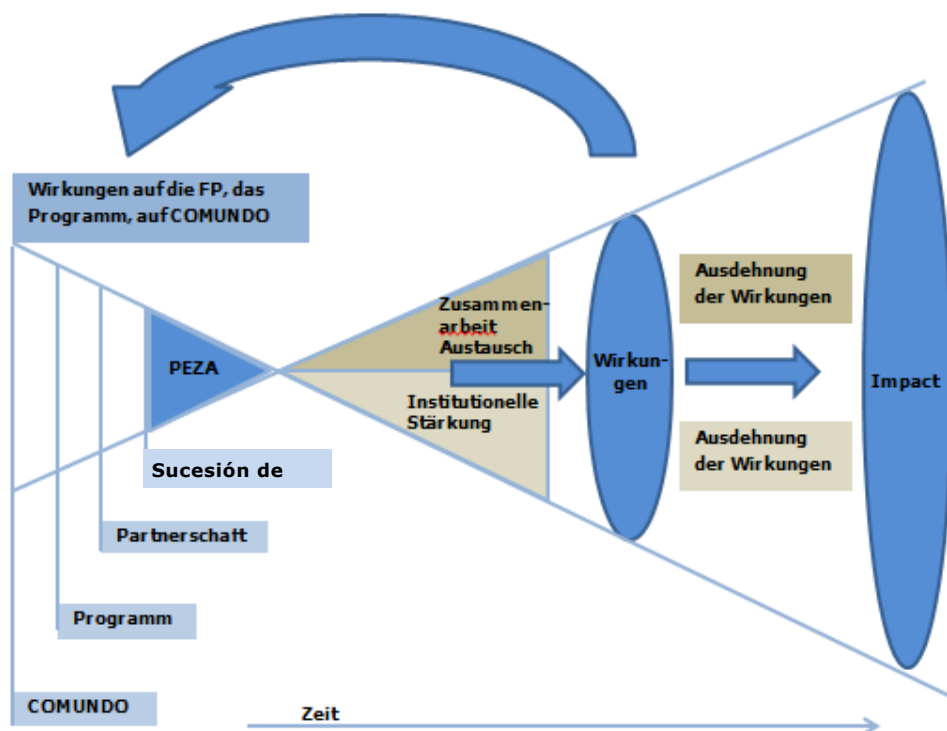 Wirkungen auf die FP, das
Programm, auf COMUNDO
Zusammen-
arbeit
Austausch
Ausdehnung
der Wirkungen
PEZA
Wirkun-
gen
Impact
Institutionelle
Stärkung
Ausdehnung
der Wirkungen
Sucesión de
Partnerschatt
Programm
COMUNDO
Zeit